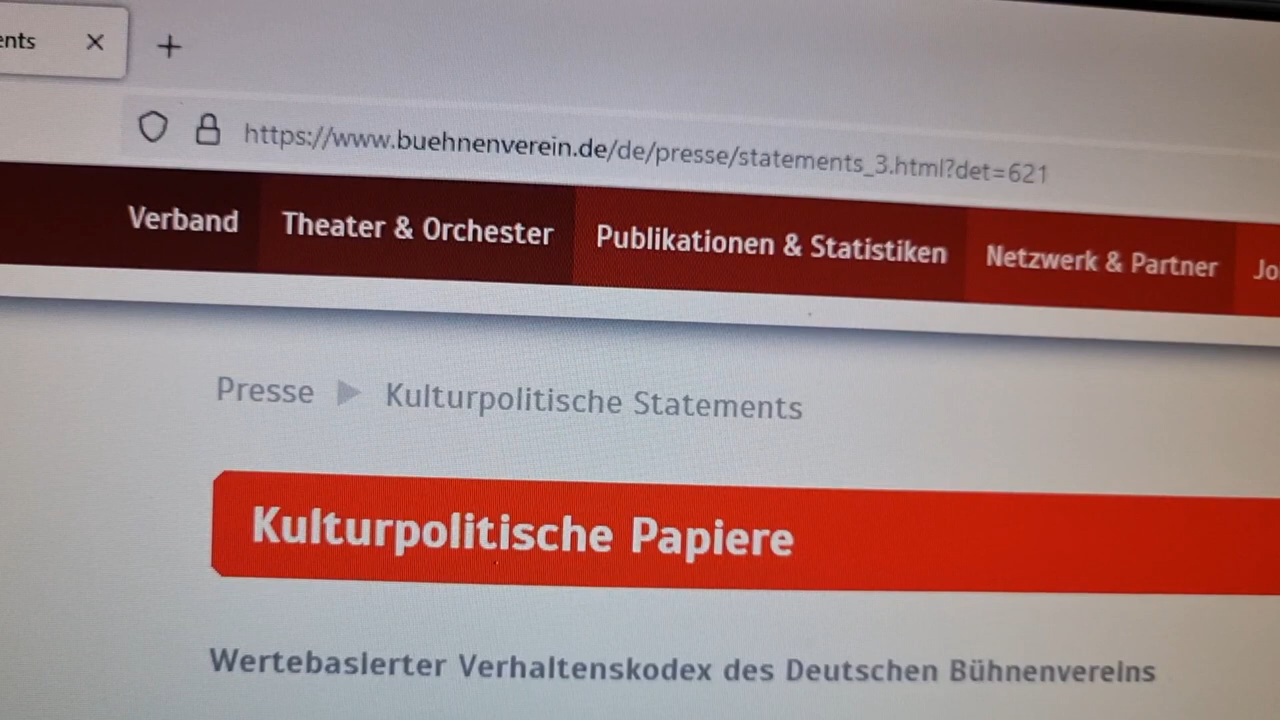 ents
https://www.buehnenverein.de/de/presse/statements_3.html?det=621
Verband Theater & Orchester Publikationen & Statistiken Netzwerk & Partner Jo
Presse Kulturpolitische Statements
Kulturpolitische Papiere
Wertebasierter Verhaltenskodex des Deutschen Bühnenvereins